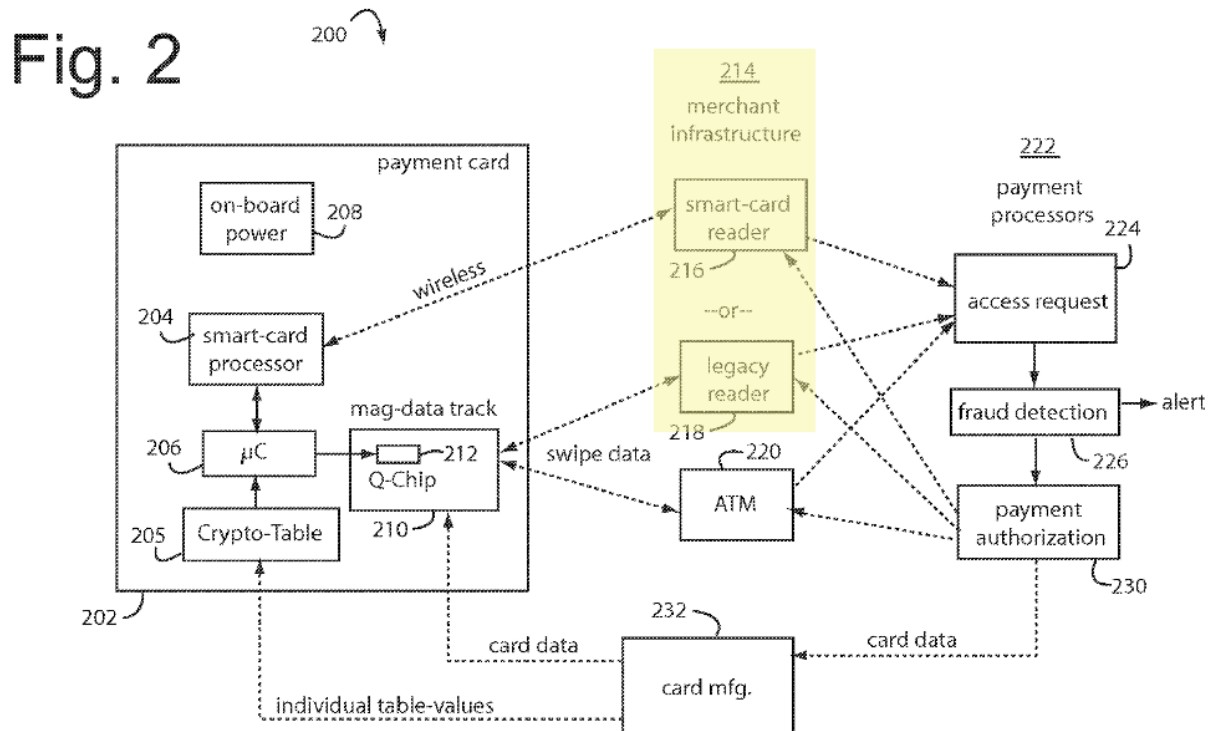 Fig. 2
200
214
merchant
infrastructure
222
payment
processors
payment card
on-board
power
208
smart-card
reader
216
224
access request
wireless
--or--
204
smart-card
processor
legacy
reader
218
fraud detection
alert
226
mag-data track
206
µC
212
Q-Chip
210
swipe data
220
ATM
payment
authorization
230
205
Crypto-Table
202
232
card data
card mfg.
card data
individual table-values